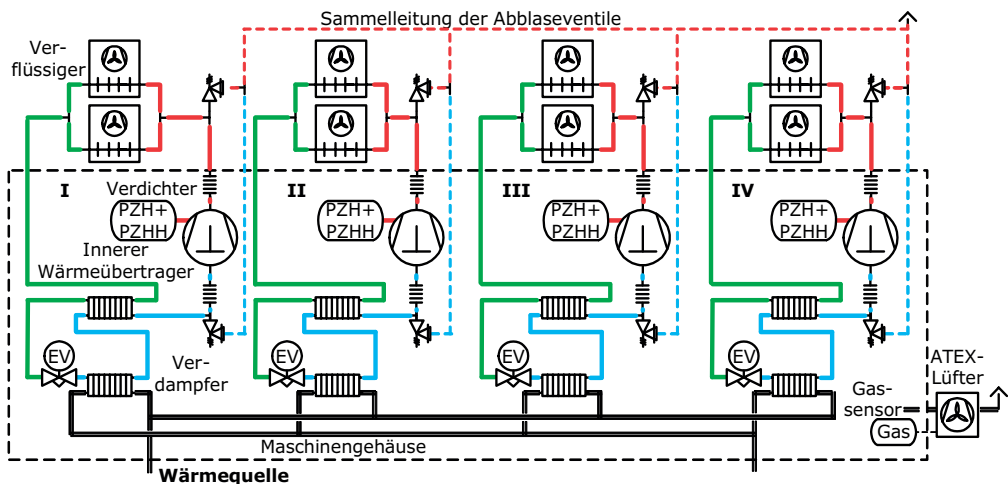 Sammelleitung der Abblaseventile
Ver-
flüssiger
I
II
III
IV
Verdichter
PZH+
PZHH
PZH+
PZHH
PZH+
PZHH
PZH+
PZHH
Innerer
Wärmeübertrager
EV
EV
EV
EV
Ver-
dampfer
ATEX-
Lüfter
Gas-
sensor
Gas
Maschinengehäuse
Wärmequelle